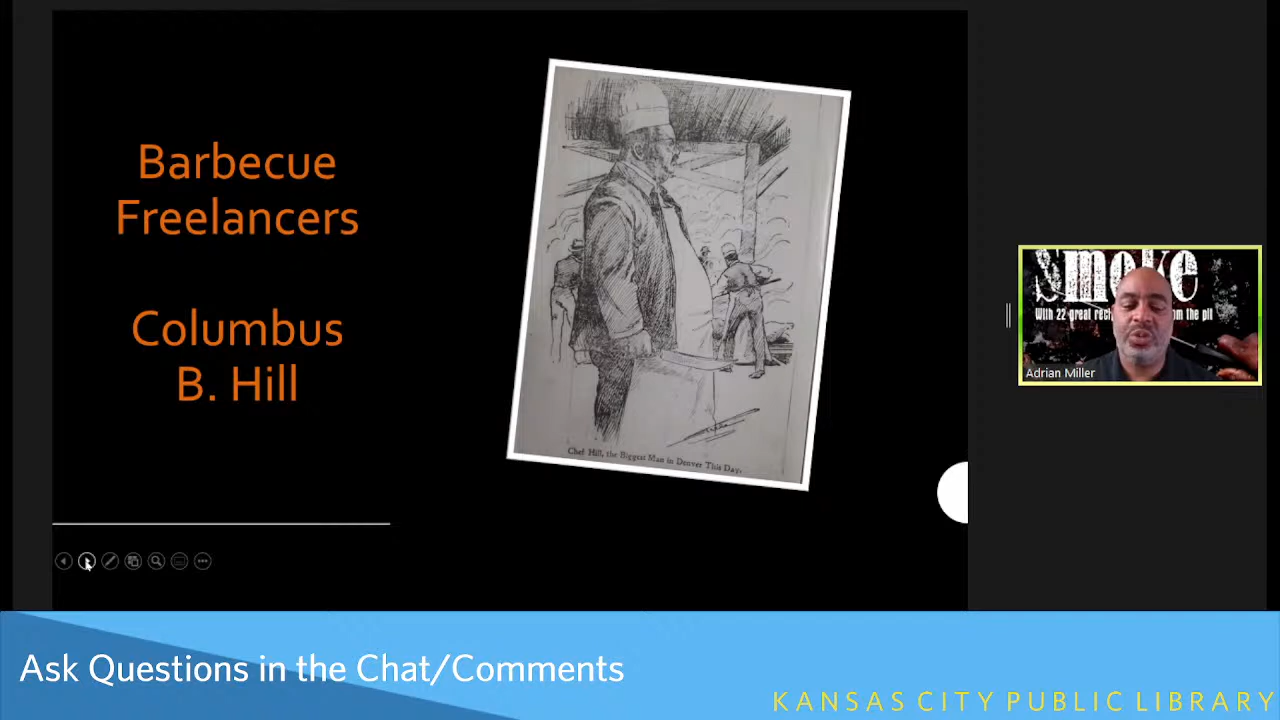 Barbecue
Freelancers
Columbus
B. Hill
Chef Hill, the Biggest Man in Denver This Day.
Smoke
With 22 great rec
om the pit
Adrian Miller
Ask Questions in the Chat/Comments
KANSAS CITY PUBLIC LIBRARY